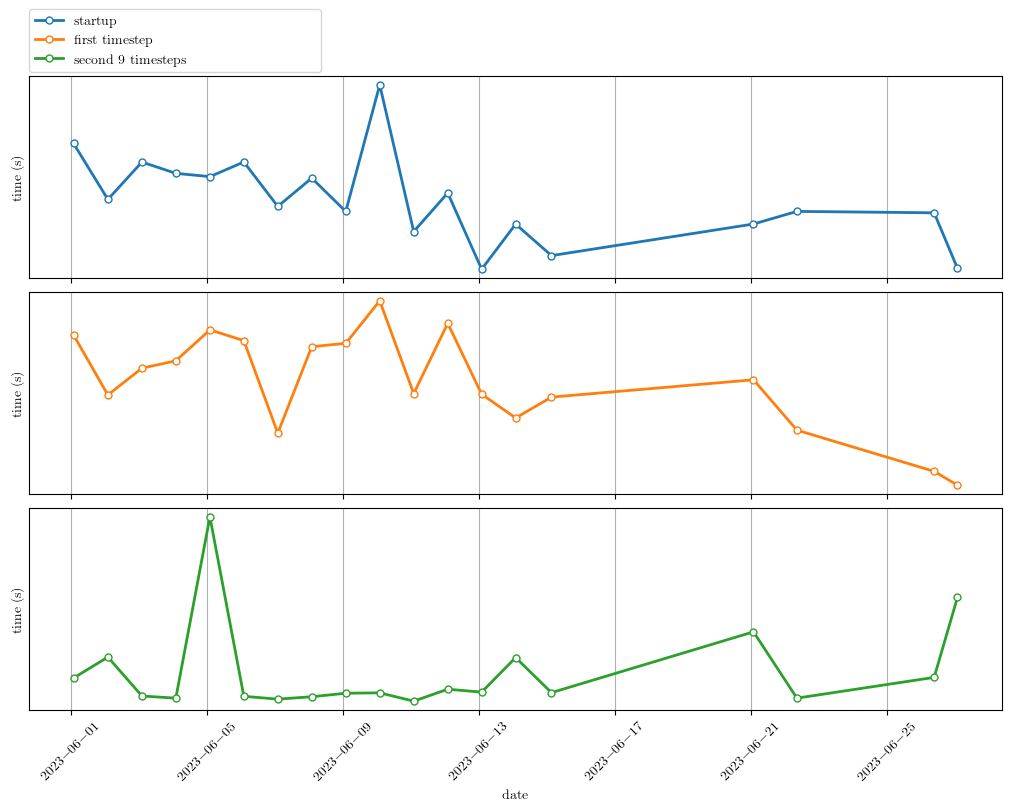 startup
first timestep
second 9 timesteps
time (s)
time (s)
time (s)
2023−06−01
2023−06−05
2023−06−09
2023−06−13
2023−06−17
2023−06−21
2023−06−25
date